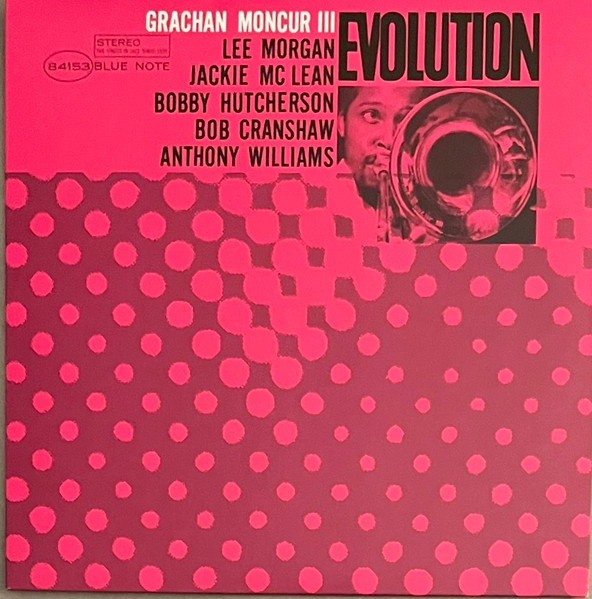 GRACHAN MONCUR III
EVOLUTION
LEE MORGAN
JACKIE MC LEAN
BOBBY HUTCHERSON
BOB CRANSHAW
ANTHONY WILLIAMS
STEREO
84153 BLUE NOTE